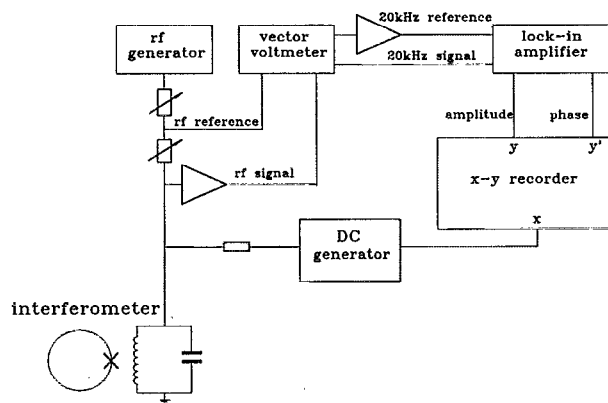 rf
generator
vector
voltmeter
20kHz reference
20kHz signal
lock-in
amplifier
amplitude
phase
y
y'
x-y recorder
x
rf reference
rf signal
DC
generator
interferometer